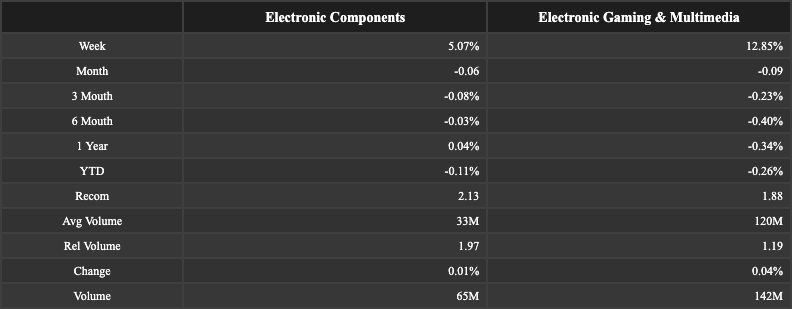 Electronic Components Electronic Gaming & Multimedia
Week 5.07% 12.85%
Month -0.06 -0.09
3 Mouth -0.08% -0.23%
6 Mouth -0.03% -0.40%
1 Year 0.04% -0.34%
YTD -0.11% -0.26%
Recom 2.13 1.88
Avg Volume 33M 120M
Rel Volume 1.97 1.19
Change 0.01% 0.04%
Volume 65M 142M